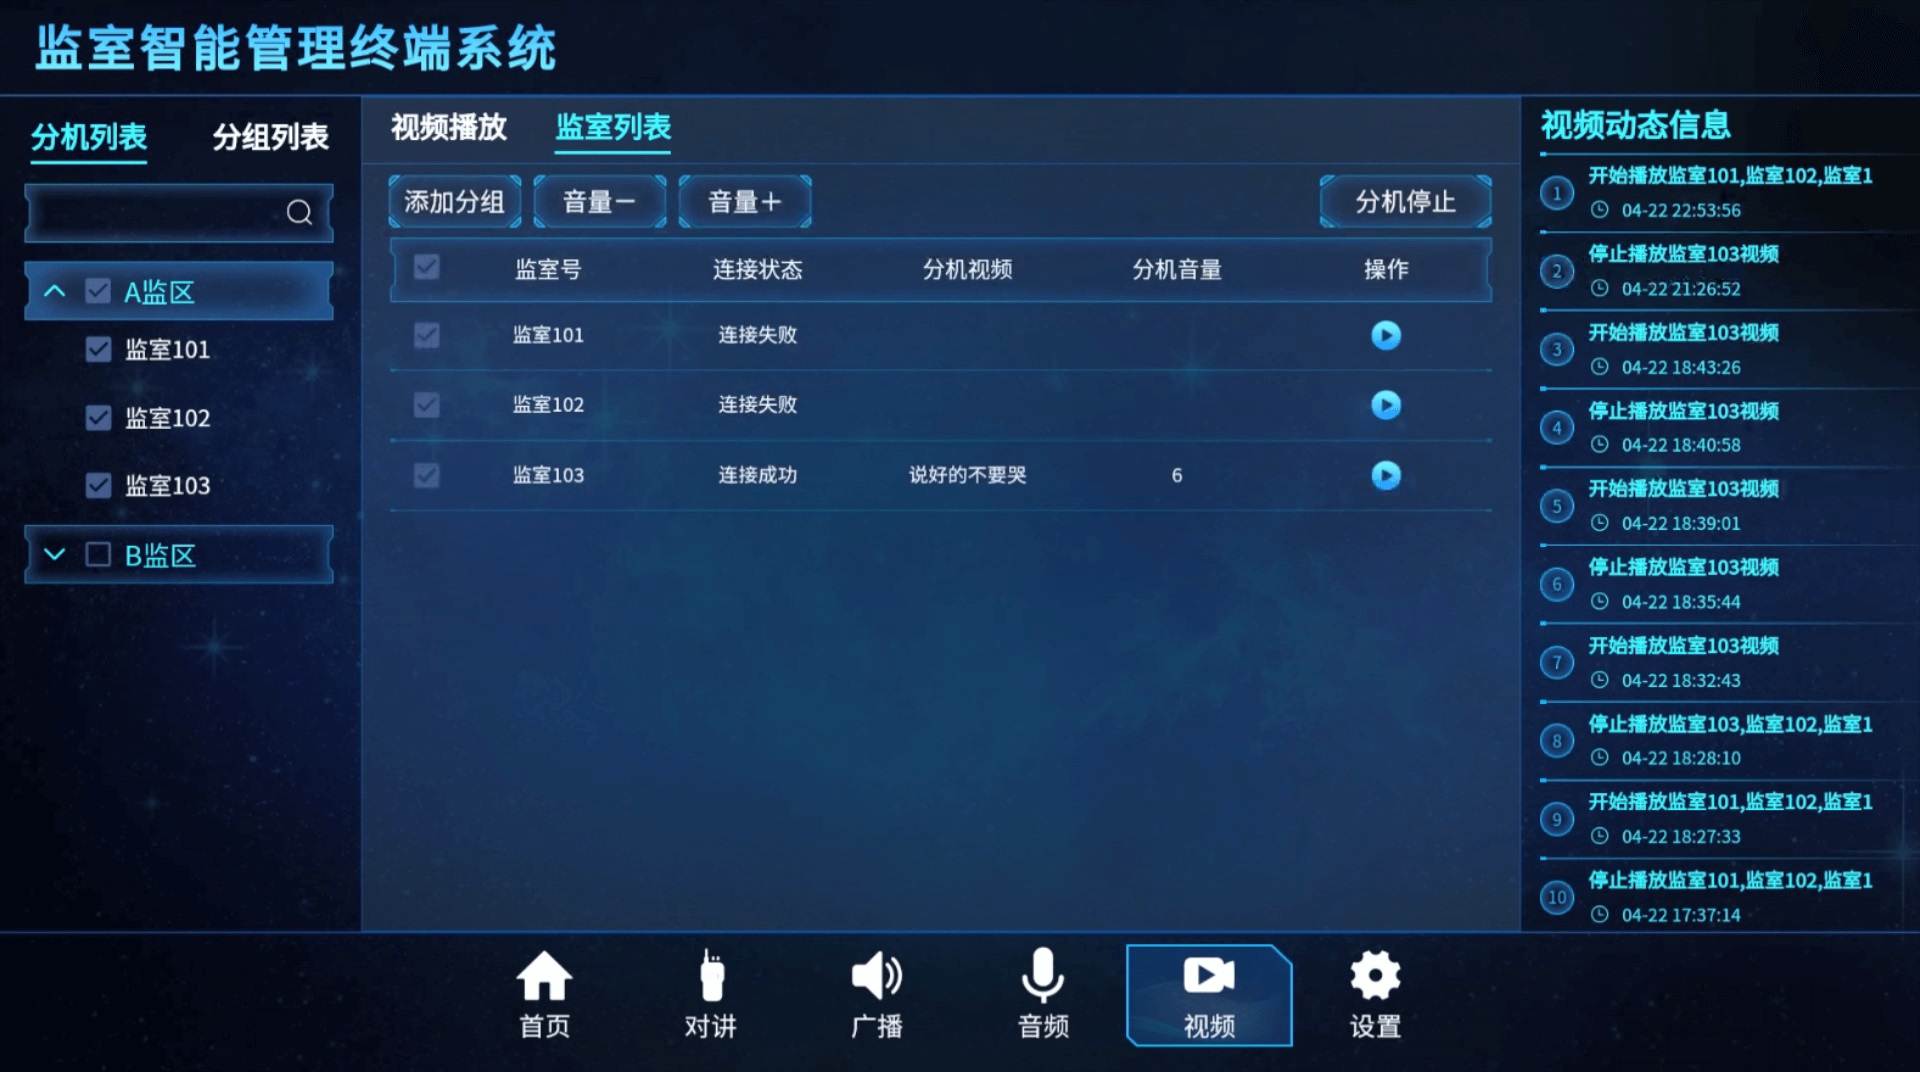 监室智能管理终端系统
分机列表 分组列表
A监区
监室101
监室102
监室103
B监区
视频播放 监室列表
添加分组 音量－ 音量＋ 分机停止
监室号 连接状态 分机视频 分机音量 操作
监室101 连接失败
监室102 连接失败
监室103 连接成功 说好的不要哭 6
视频动态信息
1 开始播放监室101,监室102,监室1
04-22 22:53:56
2 停止播放监室103视频
04-22 21:26:52
3 开始播放监室103视频
04-22 18:43:26
4 停止播放监室103视频
04-22 18:40:58
5 开始播放监室103视频
04-22 18:39:01
6 停止播放监室103视频
04-22 18:35:44
7 开始播放监室103视频
04-22 18:32:43
8 停止播放监室103,监室102,监室1
04-22 18:28:10
9 开始播放监室101,监室102,监室1
04-22 18:27:33
10 停止播放监室101,监室102,监室1
04-22 17:37:14
首页 对讲 广播 音频 视频 设置